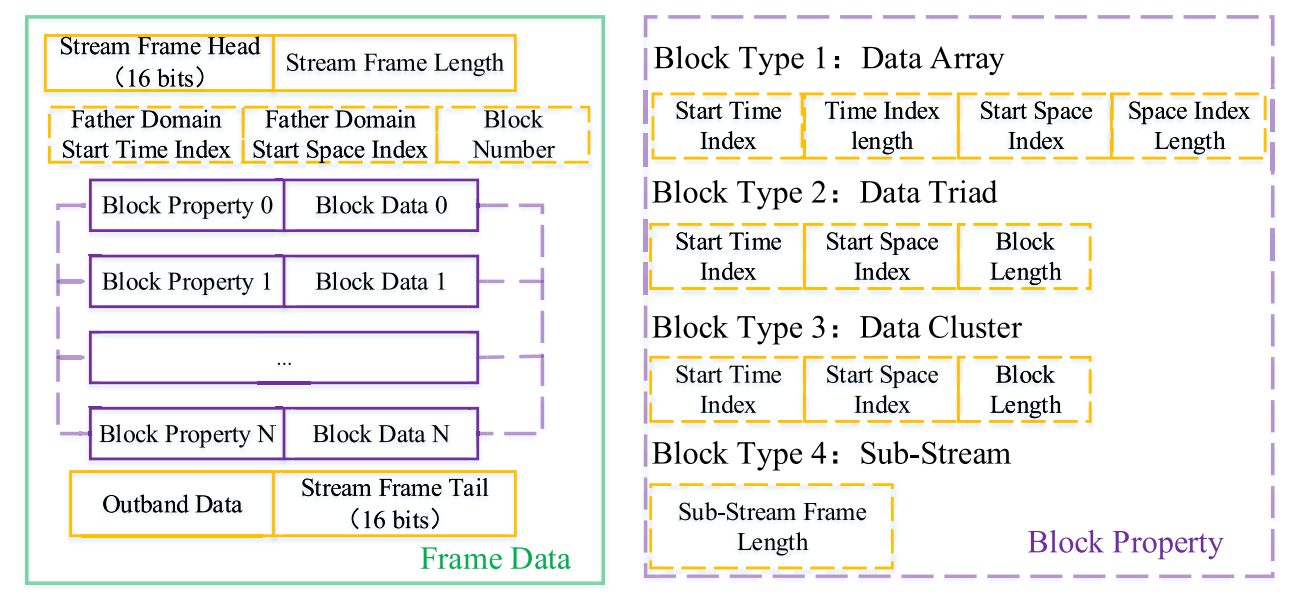 Stream Frame Head
（16 bits）
Stream Frame Length
Father Domain
Start Time Index
Father Domain
Start Space Index
Block
Number
Block Property 0
Block Data 0
Block Property 1
Block Data 1
...
Block Property N
Block Data N
Outband Data
Stream Frame Tail
（16 bits）
Frame Data
Block Type 1：Data Array
Start Time
Index
Time Index
length
Start Space
Index
Space Index
Length
Block Type 2：Data Triad
Start Time
Index
Start Space
Index
Block
Length
Block Type 3：Data Cluster
Start Time
Index
Start Space
Index
Block
Length
Block Type 4：Sub-Stream
Sub-Stream Frame
Length
Block Property